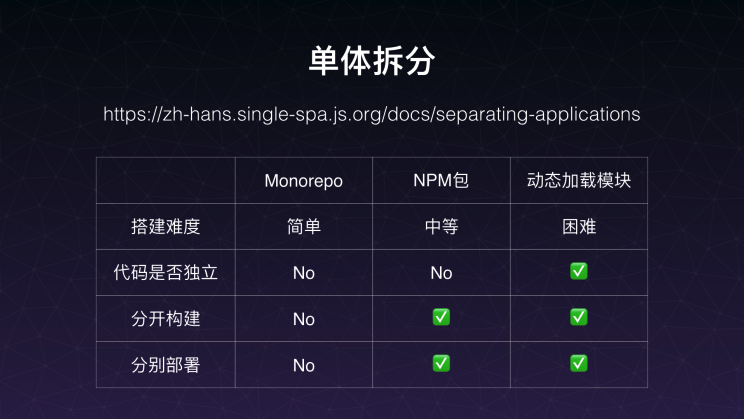 单体拆分
https://zh-hans.single-spa.js.org/docs/separating-applications
Monorepo NPM包 动态加载模块
搭建难度 简单 中等 困难
代码是否独立 No No ✅
分开构建 No ✅ ✅
分别部署 No ✅ ✅